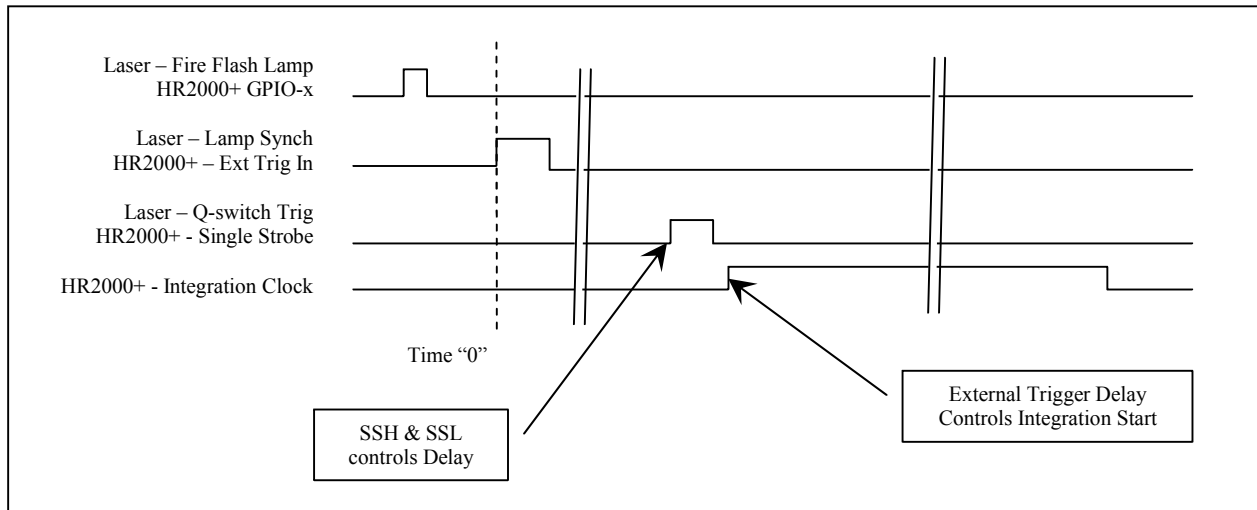 Laser – Fire Flash Lamp
HR2000+ GPIO-x
Laser – Lamp Synch
HR2000+ – Ext Trig In
Laser – Q-switch Trig
HR2000+ - Single Strobe
HR2000+ - Integration Clock
Time “0”
SSH & SSL
controls Delay
External Trigger Delay
Controls Integration Start